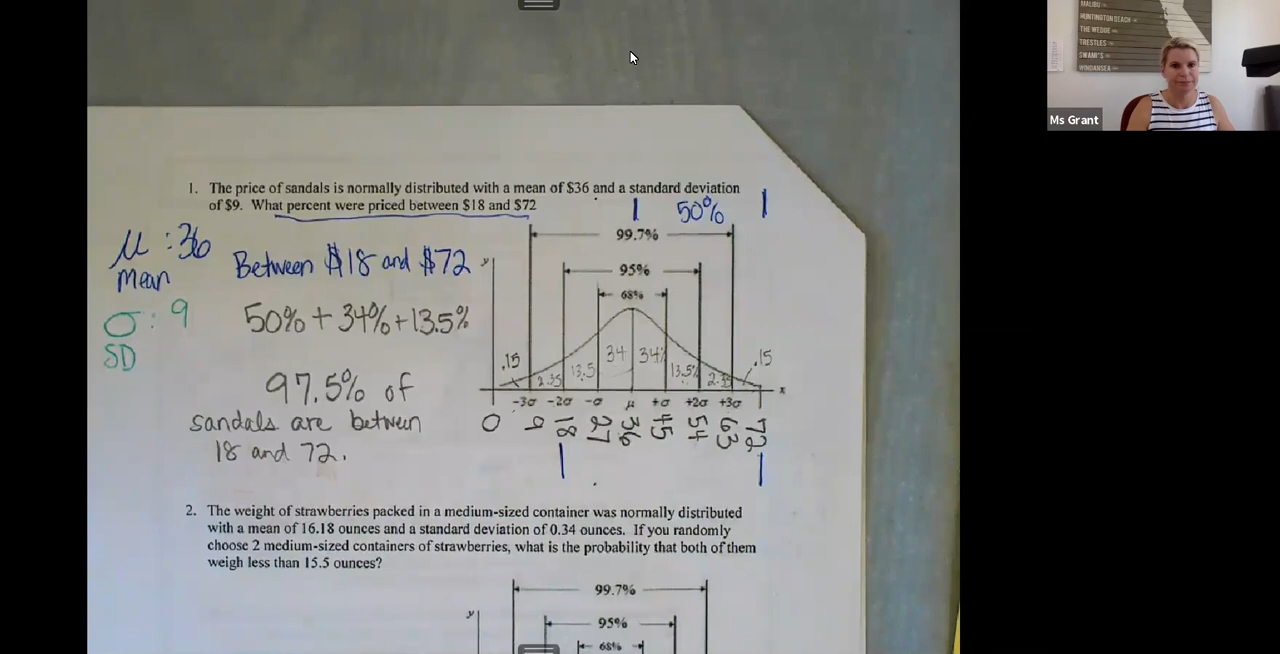 MALIBU
HUNTINGTON BEACH
THE WEDGE
TRESTLES
SWAMI'S
WINDANSEA
Ms Grant
1. The price of sandals is normally distributed with a mean of $36 and a standard deviation
of $9. What percent were priced between $18 and $72
50%
99.7%
μ : 36
Mean
Between $18 and $72
y
95%
68%
σ : 9
SD
50% + 34% + 13.5%
.15
2.35
13.5
34
34%
13.5%
2.35
.15
97.5% of
sandals are between
18 and 72.
-3σ -2σ -σ μ +σ +2σ +3σ
x
0 9 18 27 36 45 54 63 72
2. The weight of strawberries packed in a medium-sized container was normally distributed
with a mean of 16.18 ounces and a standard deviation of 0.34 ounces. If you randomly
choose 2 medium-sized containers of strawberries, what is the probability that both of them
weigh less than 15.5 ounces?
99.7%
y
95%
68%